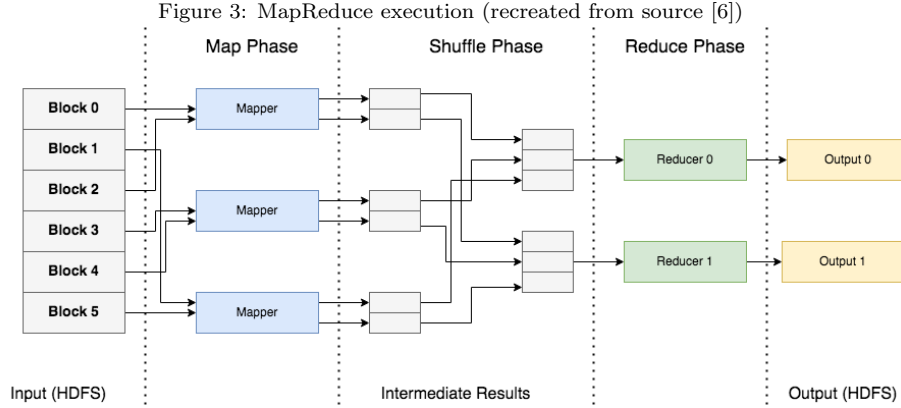 Figure 3: MapReduce execution (recreated from source [6])
Map Phase
Shuffle Phase
Reduce Phase
Block 0
Block 1
Block 2
Block 3
Block 4
Block 5
Mapper
Mapper
Mapper
Reducer 0
Reducer 1
Output 0
Output 1
Input (HDFS)
Intermediate Results
Output (HDFS)